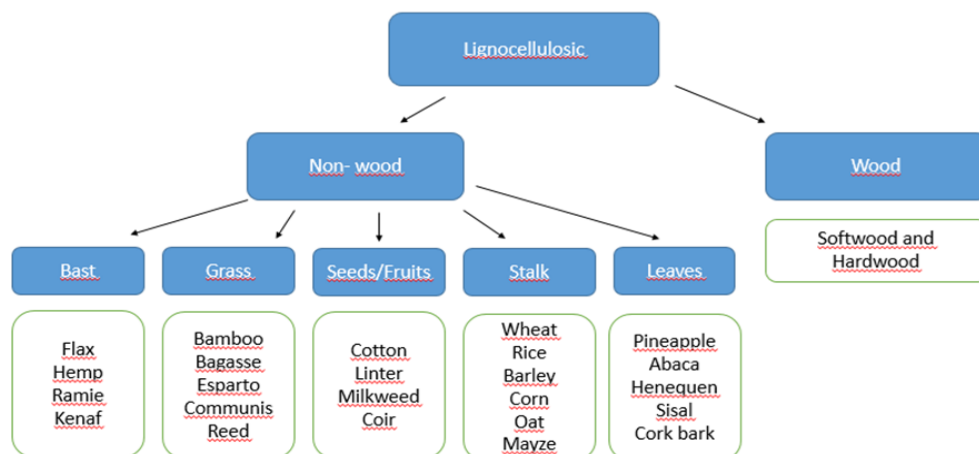 Lignocellulosic
Non- wood
Wood
Softwood and
Hardwood
Bast
Grass
Seeds/Fruits
Stalk
Leaves
Flax
Hemp
Ramie
Kenaf
Bamboo
Bagasse
Esparto
Communis
Reed
Cotton
Linter
Milkweed
Coir
Wheat
Rice
Barley
Corn
Oat
Mayze
Pineapple
Abaca
Henequen
Sisal
Cork bark